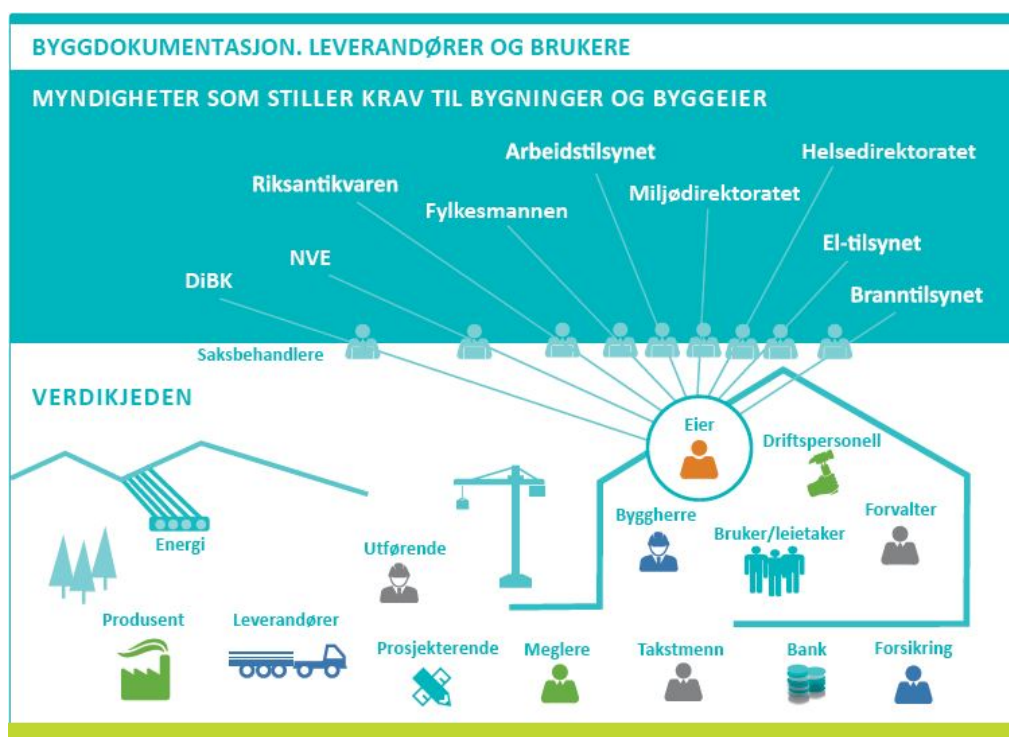 BYGGDOKUMENTASJON. LEVERANDØRER OG BRUKERE
MYNDIGHETER SOM STILLER KRAV TIL BYGNINGER OG BYGGEIER
Arbeidstilsynet
Helsedirektoratet
Riksantikvaren
Miljødirektoratet
Fylkesmannen
El-tilsynet
NVE
DiBK
Branntilsynet
Saksbehandlere
VERDIKJEDEN
Eier
Driftspersonell
Byggherre
Forvalter
Bruker/leietaker
Energi
Utførende
Produsent
Leverandører
Prosjekterende
Meglere
Takstmenn
Bank
Forsikring